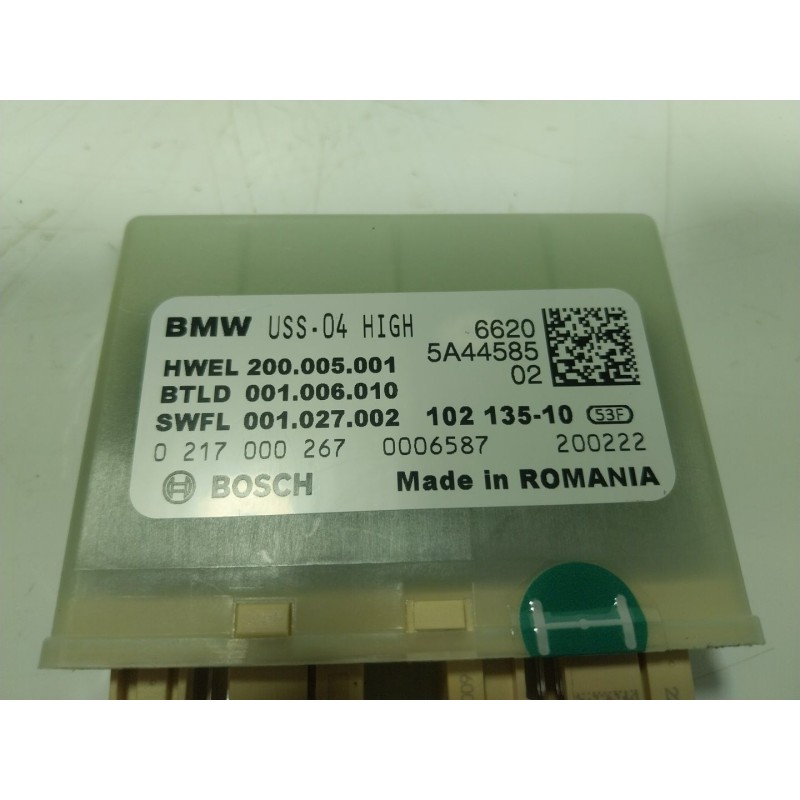 BMW USS-04 HIGH 6620
HWEL 200.005.001 5A44585
BTLD 001.006.010 02
SWFL 001.027.002 102 135-10 53F
0 217 000 267 0006587 200222
BOSCH Made in ROMANIA
H